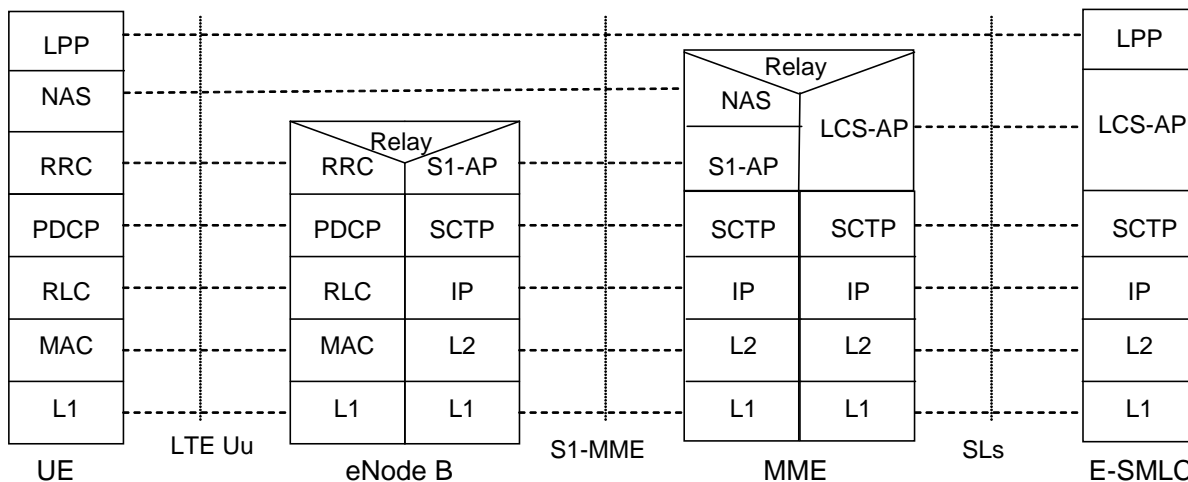 LPP LPP
Relay
NAS NAS LCS-AP LCS-AP
Relay
RRC RRC S1-AP S1-AP
PDCP PDCP SCTP SCTP SCTP SCTP
RLC RLC IP IP IP IP
MAC MAC L2 L2 L2 L2
L1 L1 L1 L1 L1 L1
LTE Uu S1-MME SLs
UE eNode B MME E-SMLC